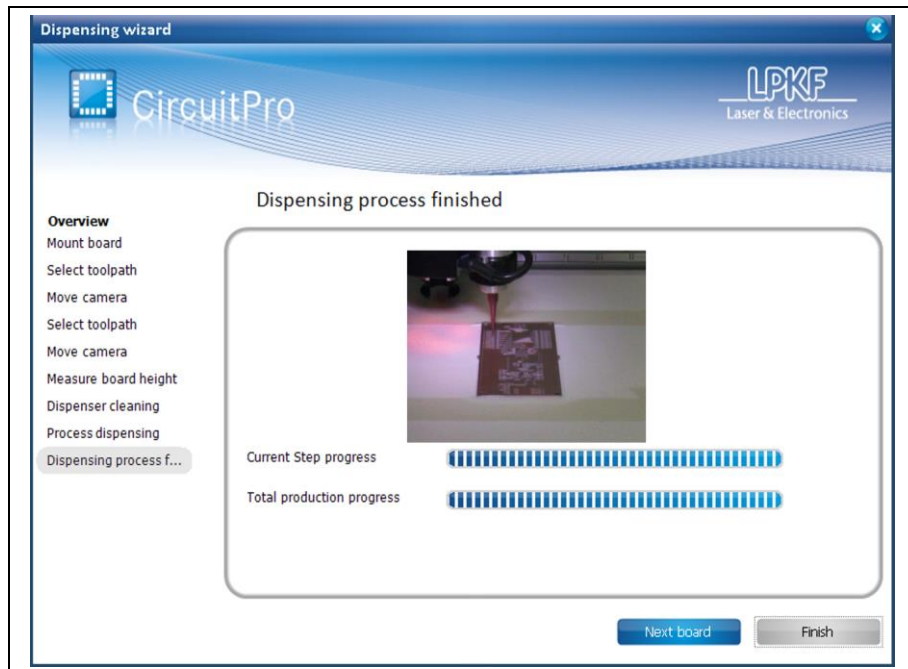 Dispensing wizard
CircuitPro
LPKF
Laser & Electronics
Dispensing process finished
Overview
Mount board
Select toolpath
Move camera
Select toolpath
Move camera
Measure board height
Dispenser cleaning
Process dispensing
Dispensing process f...
Current Step progress
Total production progress
Next board
Finish